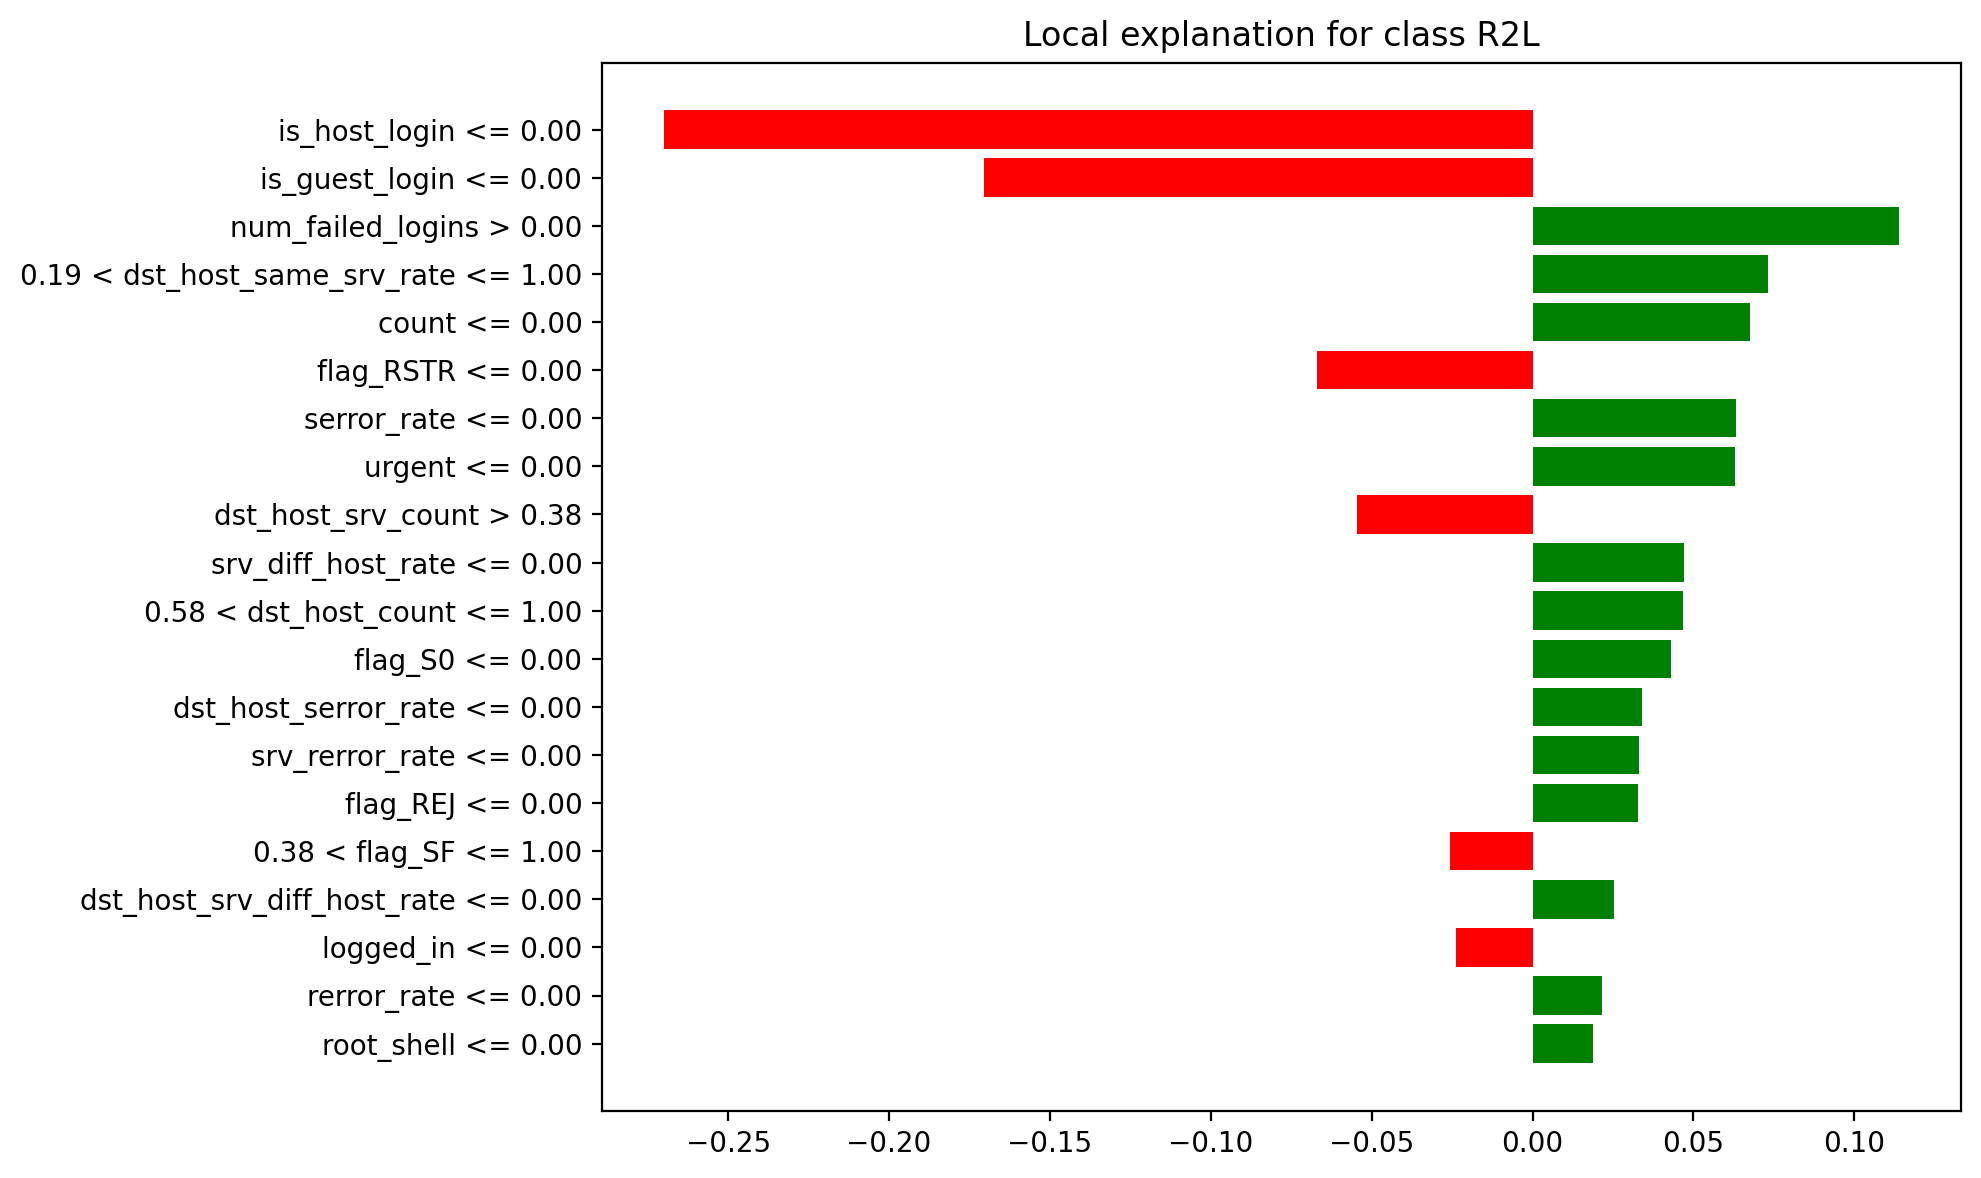 Local explanation for class R2L
is_host_login <= 0.00
is_guest_login <= 0.00
num_failed_logins > 0.00
0.19 < dst_host_same_srv_rate <= 1.00
count <= 0.00
flag_RSTR <= 0.00
serror_rate <= 0.00
urgent <= 0.00
dst_host_srv_count > 0.38
srv_diff_host_rate <= 0.00
0.58 < dst_host_count <= 1.00
flag_S0 <= 0.00
dst_host_serror_rate <= 0.00
srv_rerror_rate <= 0.00
flag_REJ <= 0.00
0.38 < flag_SF <= 1.00
dst_host_srv_diff_host_rate <= 0.00
logged_in <= 0.00
rerror_rate <= 0.00
root_shell <= 0.00
−0.25 −0.20 −0.15 −0.10 −0.05 0.00 0.05 0.10